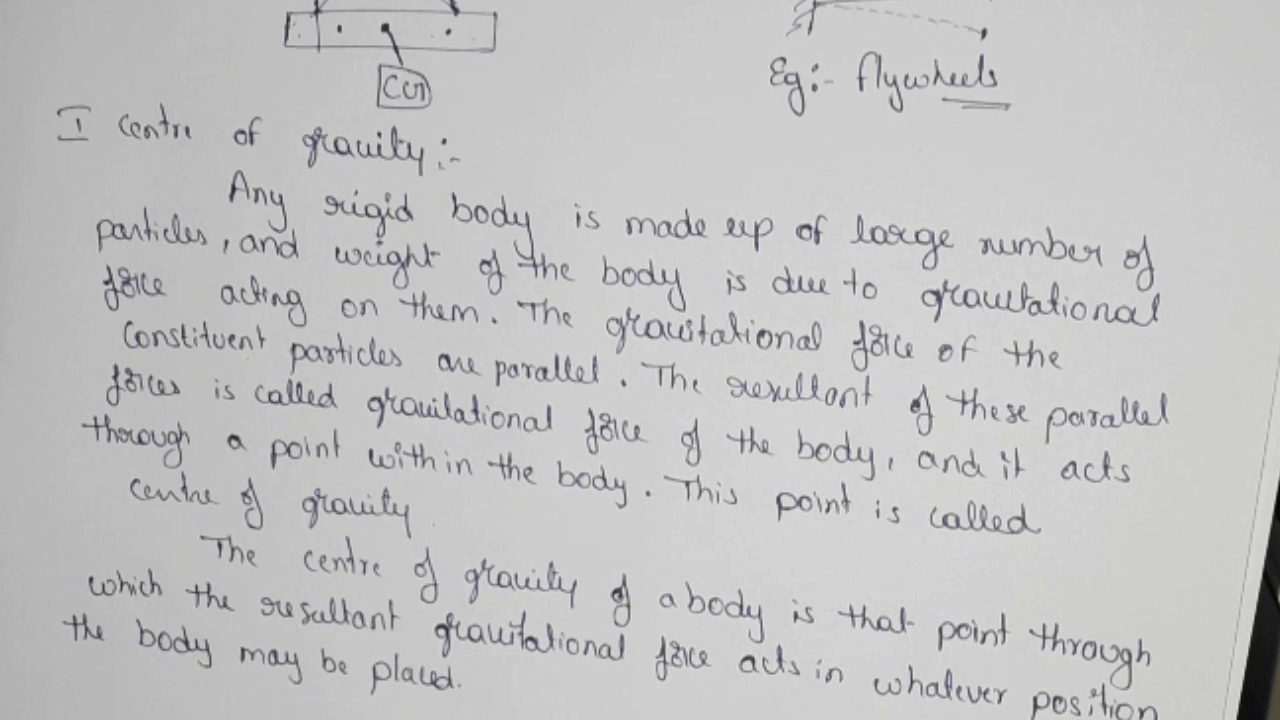 CG
Eg:- flywheels
I centre of gravity:-
Any rigid body is made up of large number of
particles, and weight of the body is due to gravitational
force acting on them. The gravitational force of the
Constituent particles are parallel. The resultant of these parallel
forces is called gravitational force of the body, and it acts
through a point within the body. This point is called
centre of gravity
The centre of gravity of a body is that point through
which the resultant gravitational force acts in whatever position
the body may be placed.